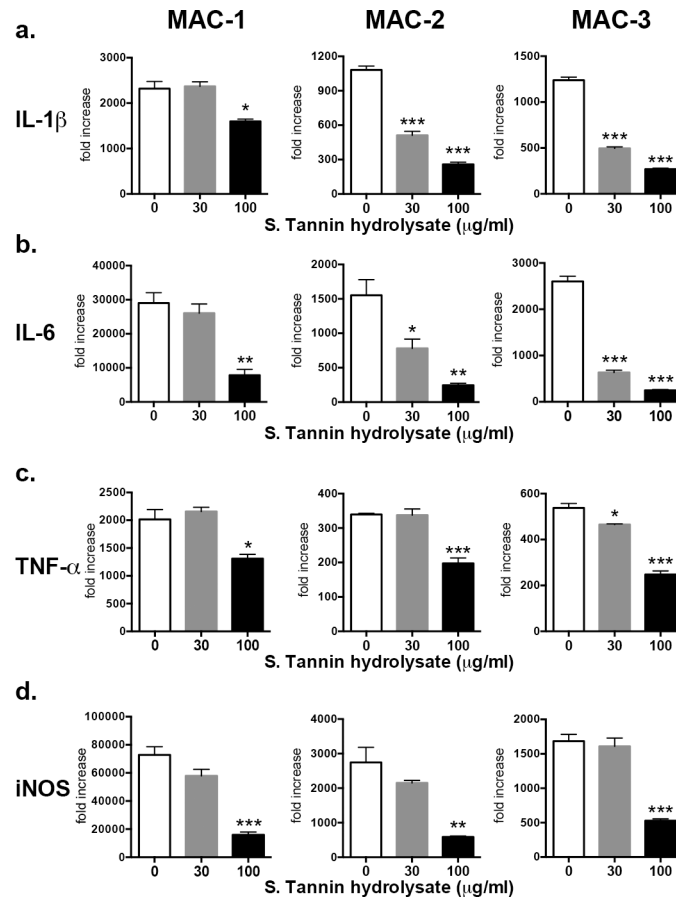 MAC-1 MAC-2 MAC-3
a.
IL-1β
fold increase
3000
2000
1000
0
*
0 30 100
fold increase
1200
900
600
300
0
*** ***
0 30 100
fold increase
1500
1000
500
0
*** ***
0 30 100
S. Tannin hydrolysate (μg/ml)
b.
IL-6
fold increase
40000
30000
20000
10000
0
**
0 30 100
fold increase
2000
1500
1000
500
0
* **
0 30 100
fold increase
3000
2000
1000
0
*** ***
0 30 100
S. Tannin hydrolysate (μg/ml)
c.
TNF-α
fold increase
2500
2000
1500
1000
500
0
*
0 30 100
fold increase
400
300
200
100
0
***
0 30 100
fold increase
600
400
200
0
* ***
0 30 100
S. Tannin hydrolysate (μg/ml)
d.
iNOS
fold increase
100000
80000
60000
40000
20000
0
***
0 30 100
fold increase
4000
3000
2000
1000
0
**
0 30 100
fold increase
2000
1500
1000
500
0
***
0 30 100
S. Tannin hydrolysate (μg/ml)